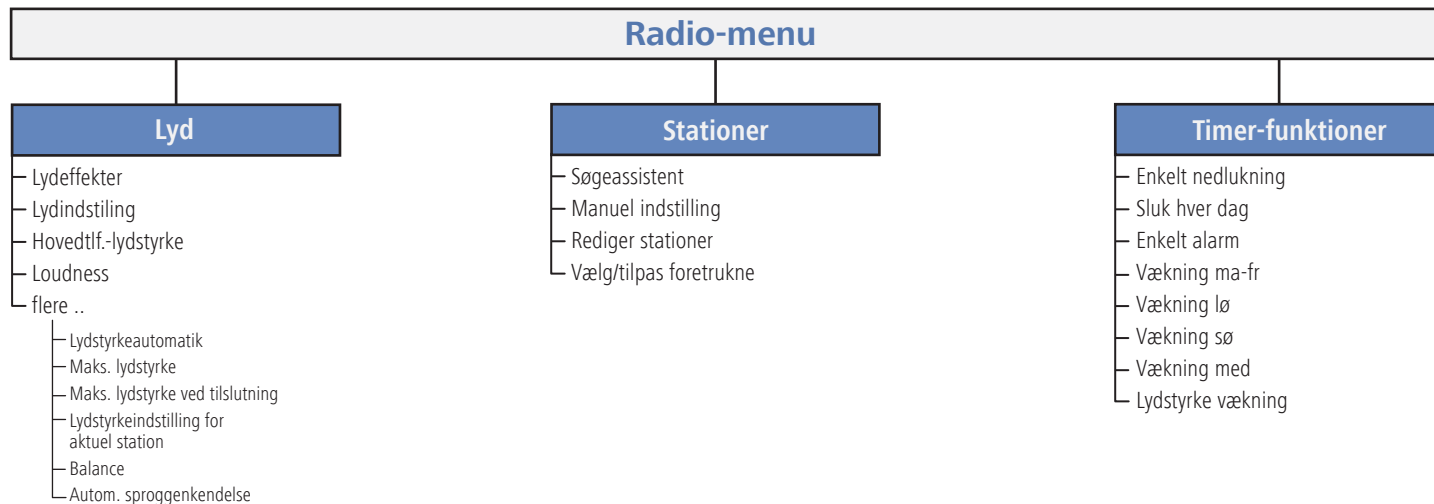 Radio-menu
Lyd
Lydeffekter
Lydindstiling
Hovedtlf.-lydstyrke
Loudness
flere ..
Lydstyrkeautomatik
Maks. lydstyrke
Maks. lydstyrke ved tilslutning
Lydstyrkeindstilling for
aktuel station
Balance
Autom. sproggenkendelse
Stationer
Søgeassistent
Manuel indstilling
Rediger stationer
Vælg/tilpas foretrukne
Timer-funktioner
Enkelt nedlukning
Sluk hver dag
Enkelt alarm
Vækning ma-fr
Vækning lø
Vækning sø
Vækning med
Lydstyrke vækning